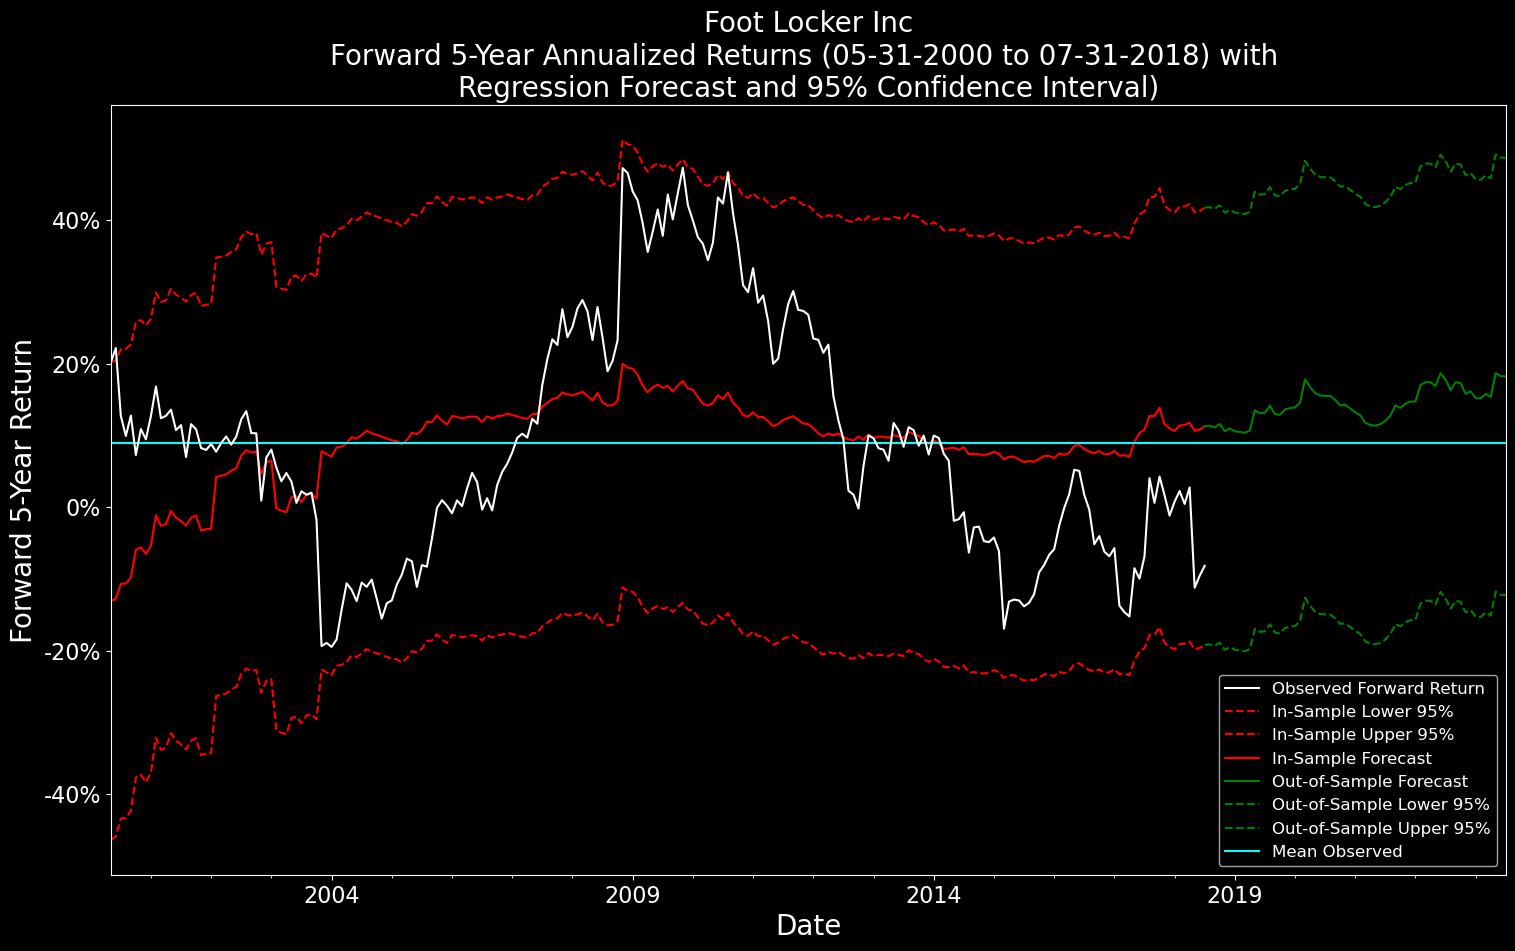 Foot Locker Inc
Forward 5-Year Annualized Returns (05-31-2000 to 07-31-2018) with
Regression Forecast and 95% Confidence Interval)
Forward 5-Year Return
40%
20%
0%
-20%
-40%
2004
2009
2014
2019
Date
Observed Forward Return
In-Sample Lower 95%
In-Sample Upper 95%
In-Sample Forecast
Out-of-Sample Forecast
Out-of-Sample Lower 95%
Out-of-Sample Upper 95%
Mean Observed